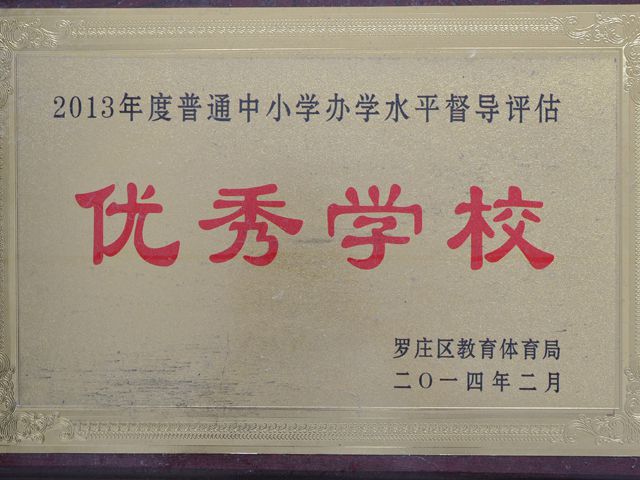 2013年度普通中小学办学水平督导评估
优秀学校
罗庄区教育体育局
二〇一四年二月